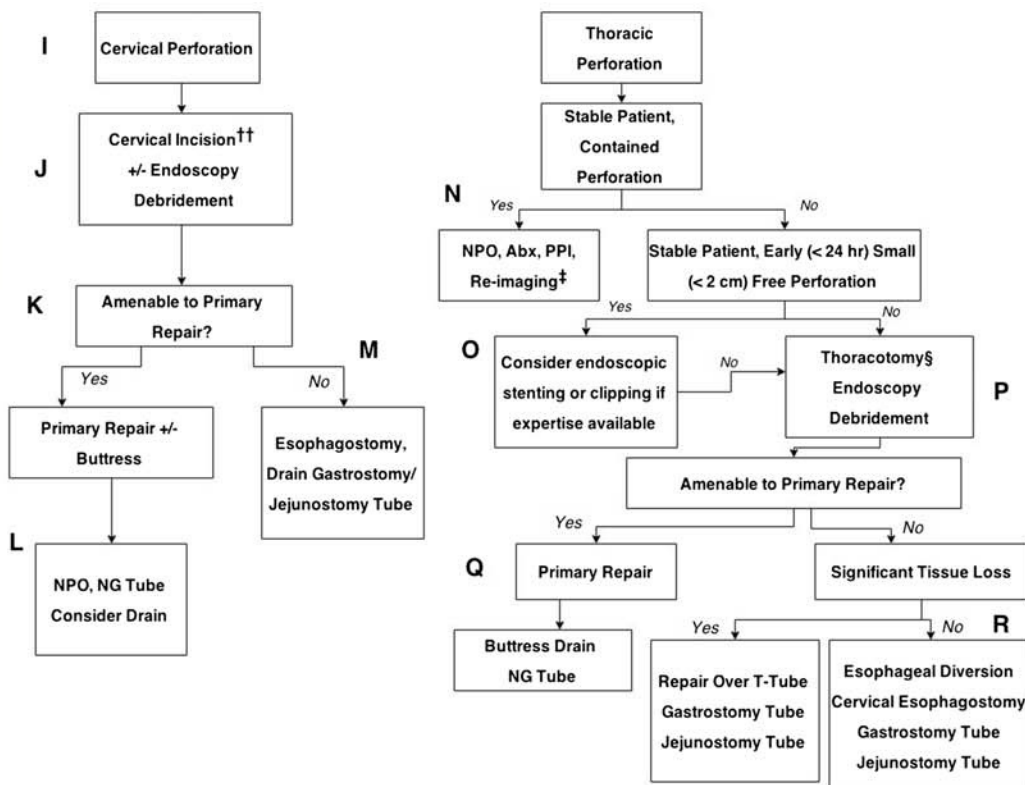 I
Cervical Perforation
J
Cervical Incision††
+/- Endoscopy
Debridement
K
Amenable to Primary
Repair?
Yes
No
M
Primary Repair +/-
Buttress
Esophagostomy,
Drain Gastrostomy/
Jejunostomy Tube
L
NPO, NG Tube
Consider Drain
Thoracic
Perforation
Stable Patient,
Contained
Perforation
N
Yes
No
NPO, Abx, PPI,
Re-imaging‡
Stable Patient, Early (< 24 hr) Small
(< 2 cm) Free Perforation
Yes
No
O
Consider endoscopic
stenting or clipping if
expertise available
No
Thoracotomy§
Endoscopy
Debridement
P
Amenable to Primary Repair?
Yes
No
Q
Primary Repair
Significant Tissue Loss
Buttress Drain
NG Tube
Yes
No
R
Repair Over T-Tube
Gastrostomy Tube
Jejunostomy Tube
Esophageal Diversion
Cervical Esophagostomy
Gastrostomy Tube
Jejunostomy Tube